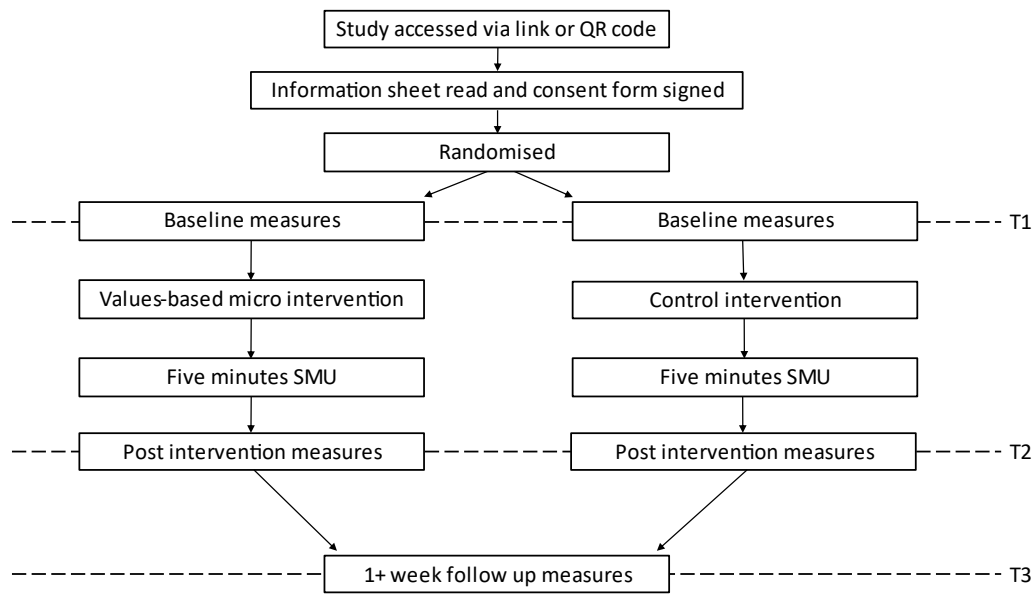 Study accessed via link or QR code
Information sheet read and consent form signed
Randomised
Baseline measures
Baseline measures
T1
Values-based micro intervention
Control intervention
Five minutes SMU
Five minutes SMU
Post intervention measures
Post intervention measures
T2
1+ week follow up measures
T3